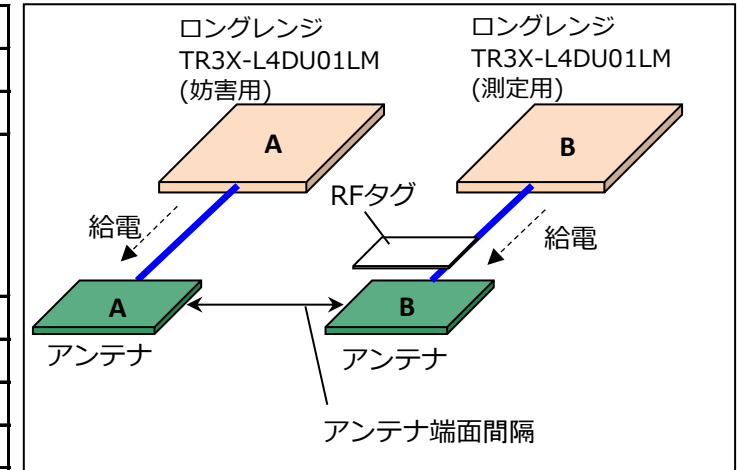 ロングレンジ
TR3X-L4DU01LM
(妨害用)
ロングレンジ
TR3X-L4DU01LM
(測定用)
A
B
RFタグ
給電
給電
A
B
アンテナ
アンテナ
アンテナ端面間隔